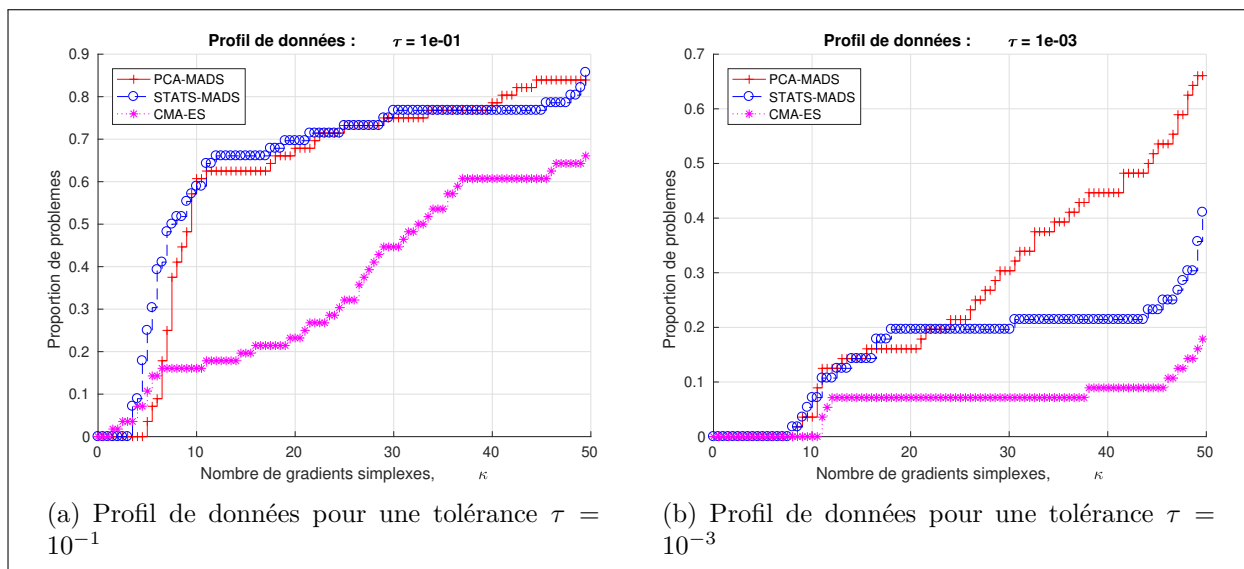 Profil de données : τ = 1e-01
0.9
0.8
0.7
0.6
0.5
0.4
0.3
0.2
0.1
0
Proportion de problemes
PCA-MADS
STATS-MADS
CMA-ES
0 10 20 30 40 50
Nombre de gradients simplexes, κ
(a) Profil de données pour une tolérance τ =
10⁻¹
Profil de données : τ = 1e-03
0.7
0.6
0.5
0.4
0.3
0.2
0.1
0
Proportion de problemes
PCA-MADS
STATS-MADS
CMA-ES
0 10 20 30 40 50
Nombre de gradients simplexes, κ
(b) Profil de données pour une tolérance τ =
10⁻³